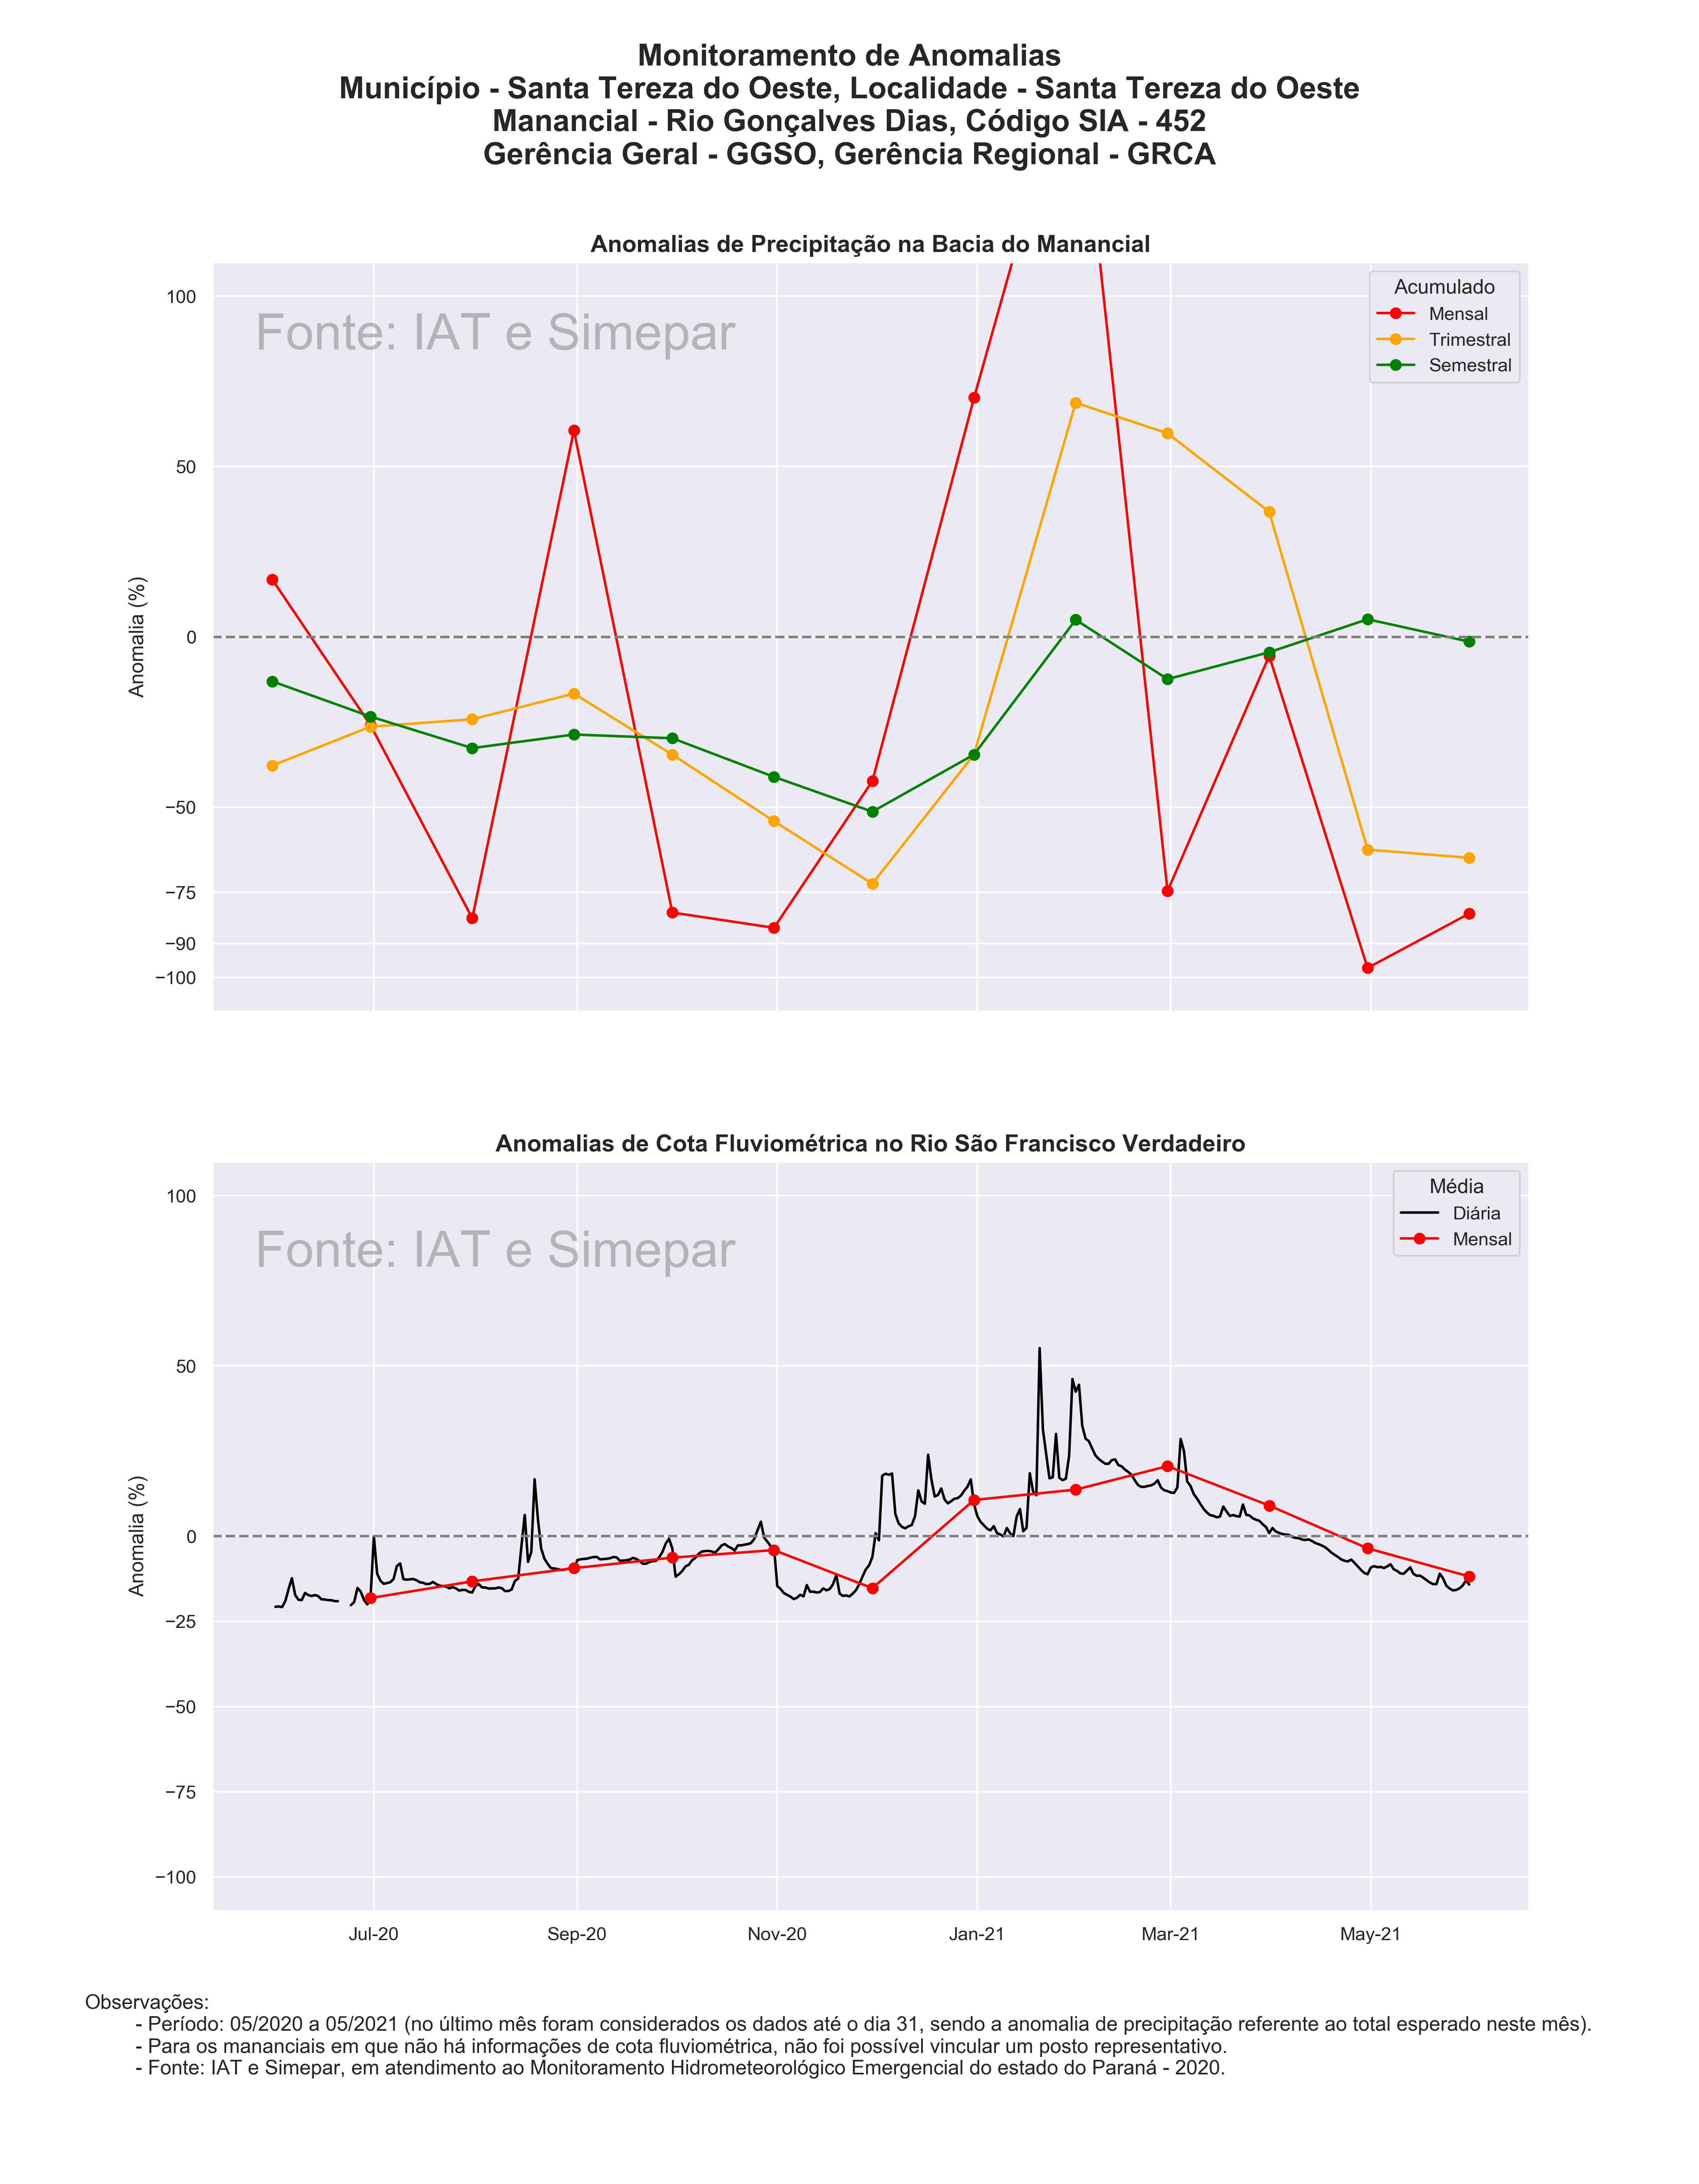 Monitoramento de Anomalias
Município - Santa Tereza do Oeste, Localidade - Santa Tereza do Oeste
Manancial - Rio Gonçalves Dias, Código SIA - 452
Gerência Geral - GGSO, Gerência Regional - GRCA
Anomalias de Precipitação na Bacia do Manancial
Fonte: IAT e Simepar
Acumulado
Mensal
Trimestral
Semestral
Anomalia (%)
100
50
0
−50
−75
−90
−100
Anomalias de Cota Fluviométrica no Rio São Francisco Verdadeiro
Fonte: IAT e Simepar
Média
Diária
Mensal
Anomalia (%)
100
50
0
−25
−50
−75
−100
Jul-20 Sep-20 Nov-20 Jan-21 Mar-21 May-21
Observações:
- Período: 05/2020 a 05/2021 (no último mês foram considerados os dados até o dia 31, sendo a anomalia de precipitação referente ao total esperado neste mês).
- Para os mananciais em que não há informações de cota fluviométrica, não foi possível vincular um posto representativo.
- Fonte: IAT e Simepar, em atendimento ao Monitoramento Hidrometeorológico Emergencial do estado do Paraná - 2020.